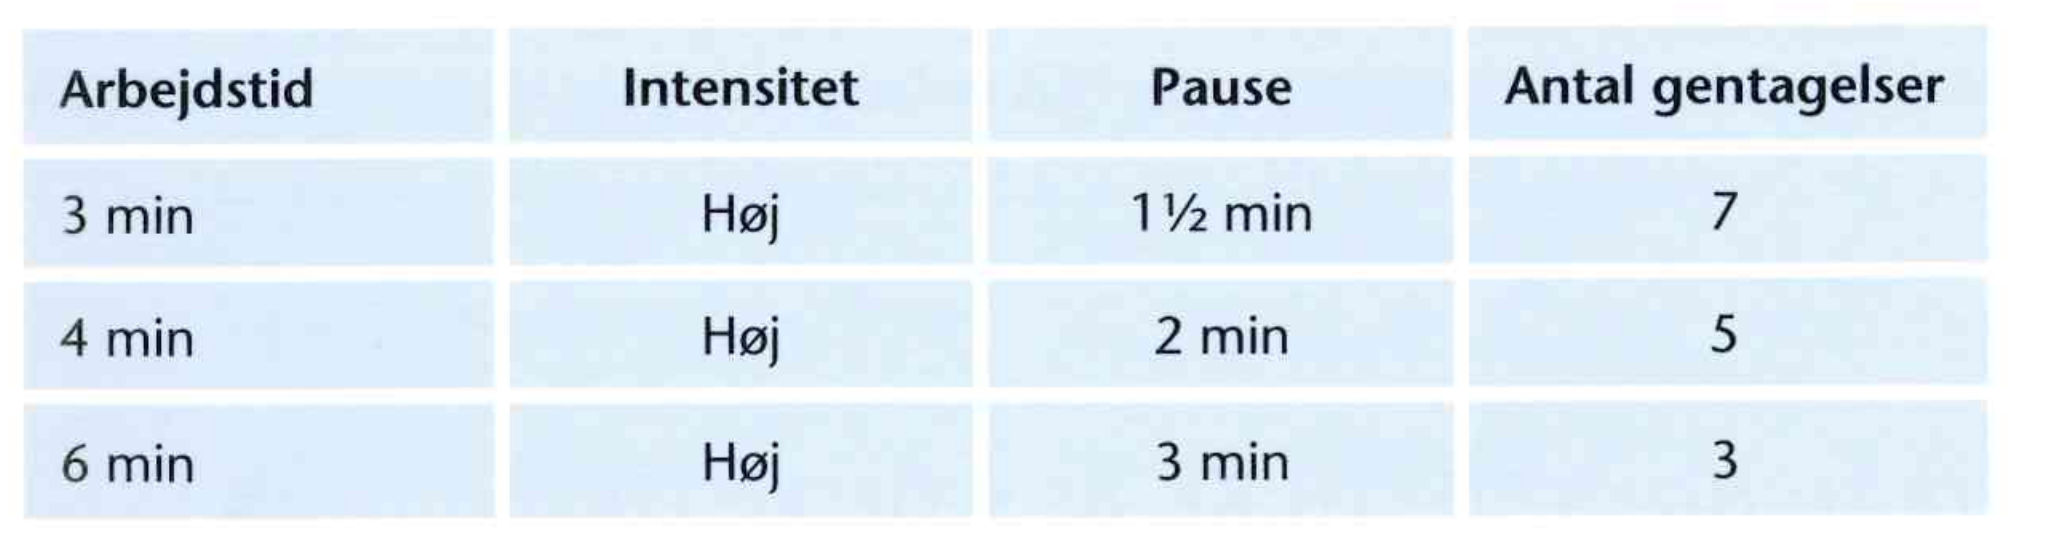 Arbejdstid Intensitet Pause Antal gentagelser
3 min Høj 1½ min 7
4 min Høj 2 min 5
6 min Høj 3 min 3